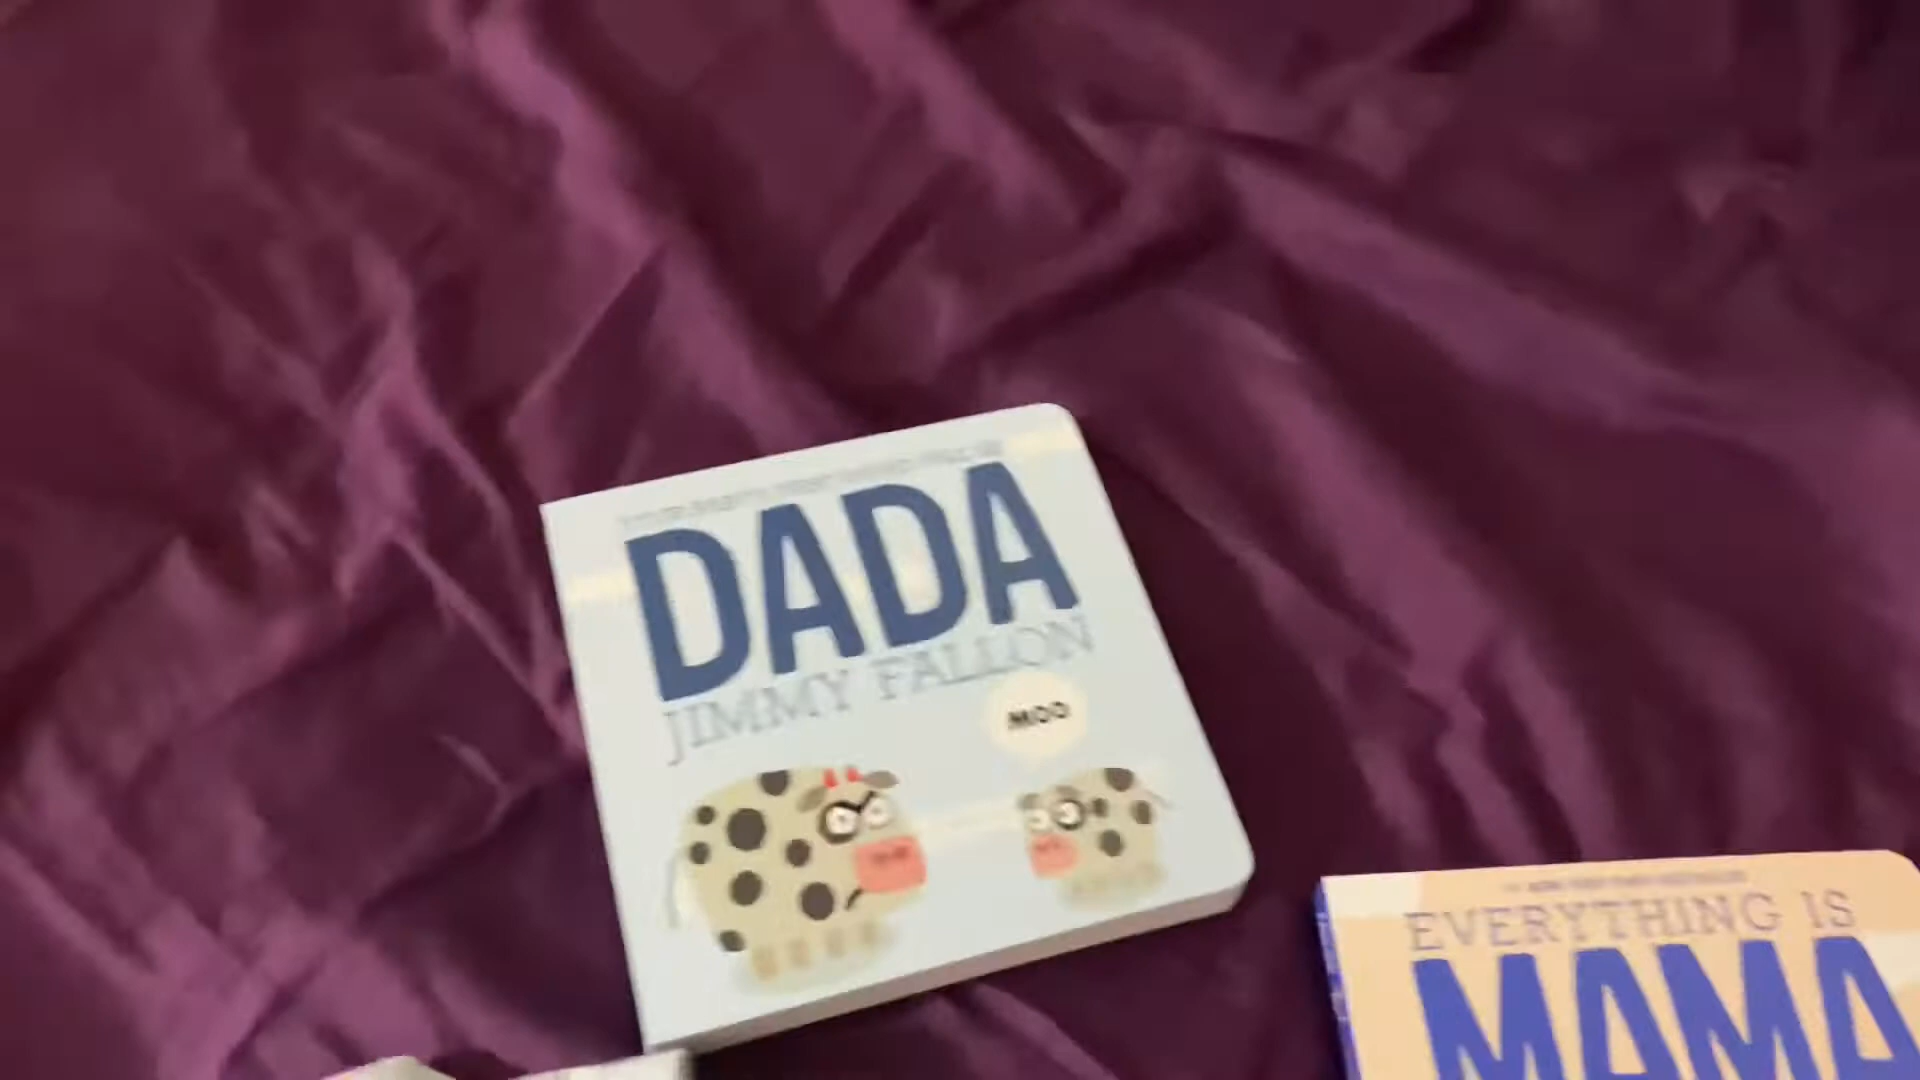 DADA
JIMMY FALLON
MOO
EVERYTHING IS
MAMA